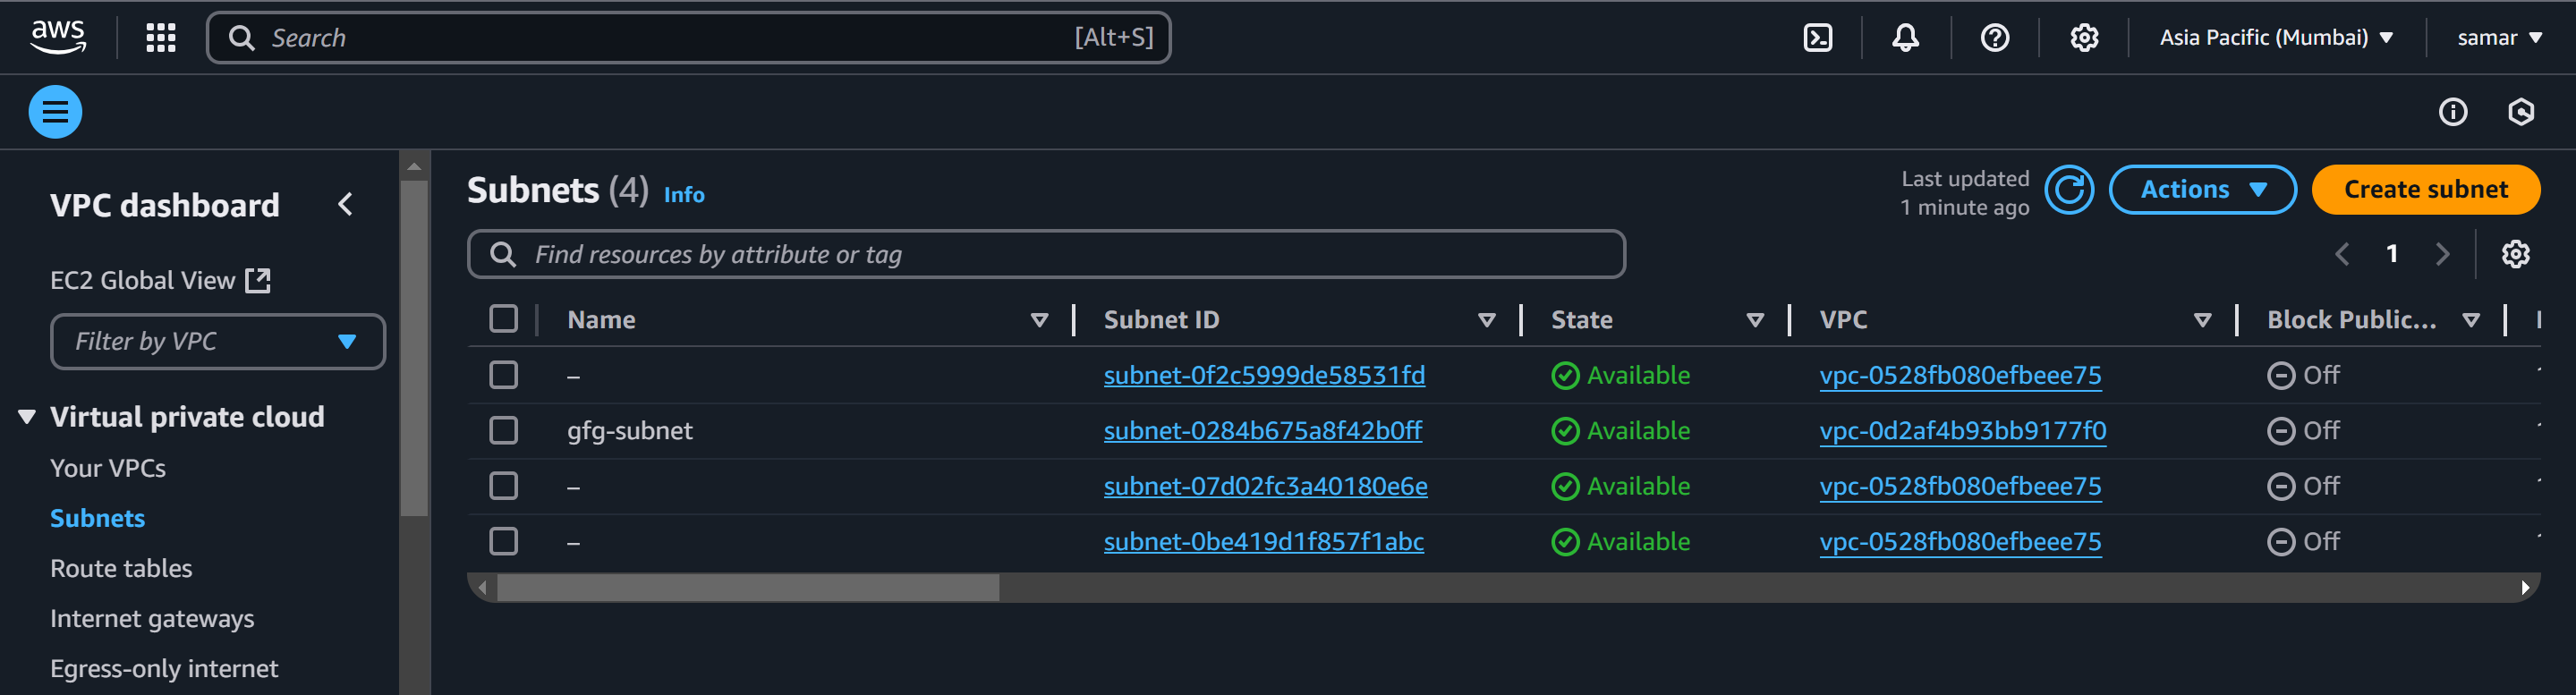 aws
Search [Alt+S]
Asia Pacific (Mumbai)
samar
VPC dashboard
EC2 Global View
Filter by VPC
Virtual private cloud
Your VPCs
Subnets
Route tables
Internet gateways
Egress-only internet
Subnets (4) Info
Last updated
1 minute ago
Actions
Create subnet
Find resources by attribute or tag
1
Name Subnet ID State VPC Block Public...
– subnet-0f2c5999de58531fd Available vpc-0528fb080efbeee75 Off
gfg-subnet subnet-0284b675a8f42b0ff Available vpc-0d2af4b93bb9177f0 Off
– subnet-07d02fc3a40180e6e Available vpc-0528fb080efbeee75 Off
– subnet-0be419d1f857f1abc Available vpc-0528fb080efbeee75 Off